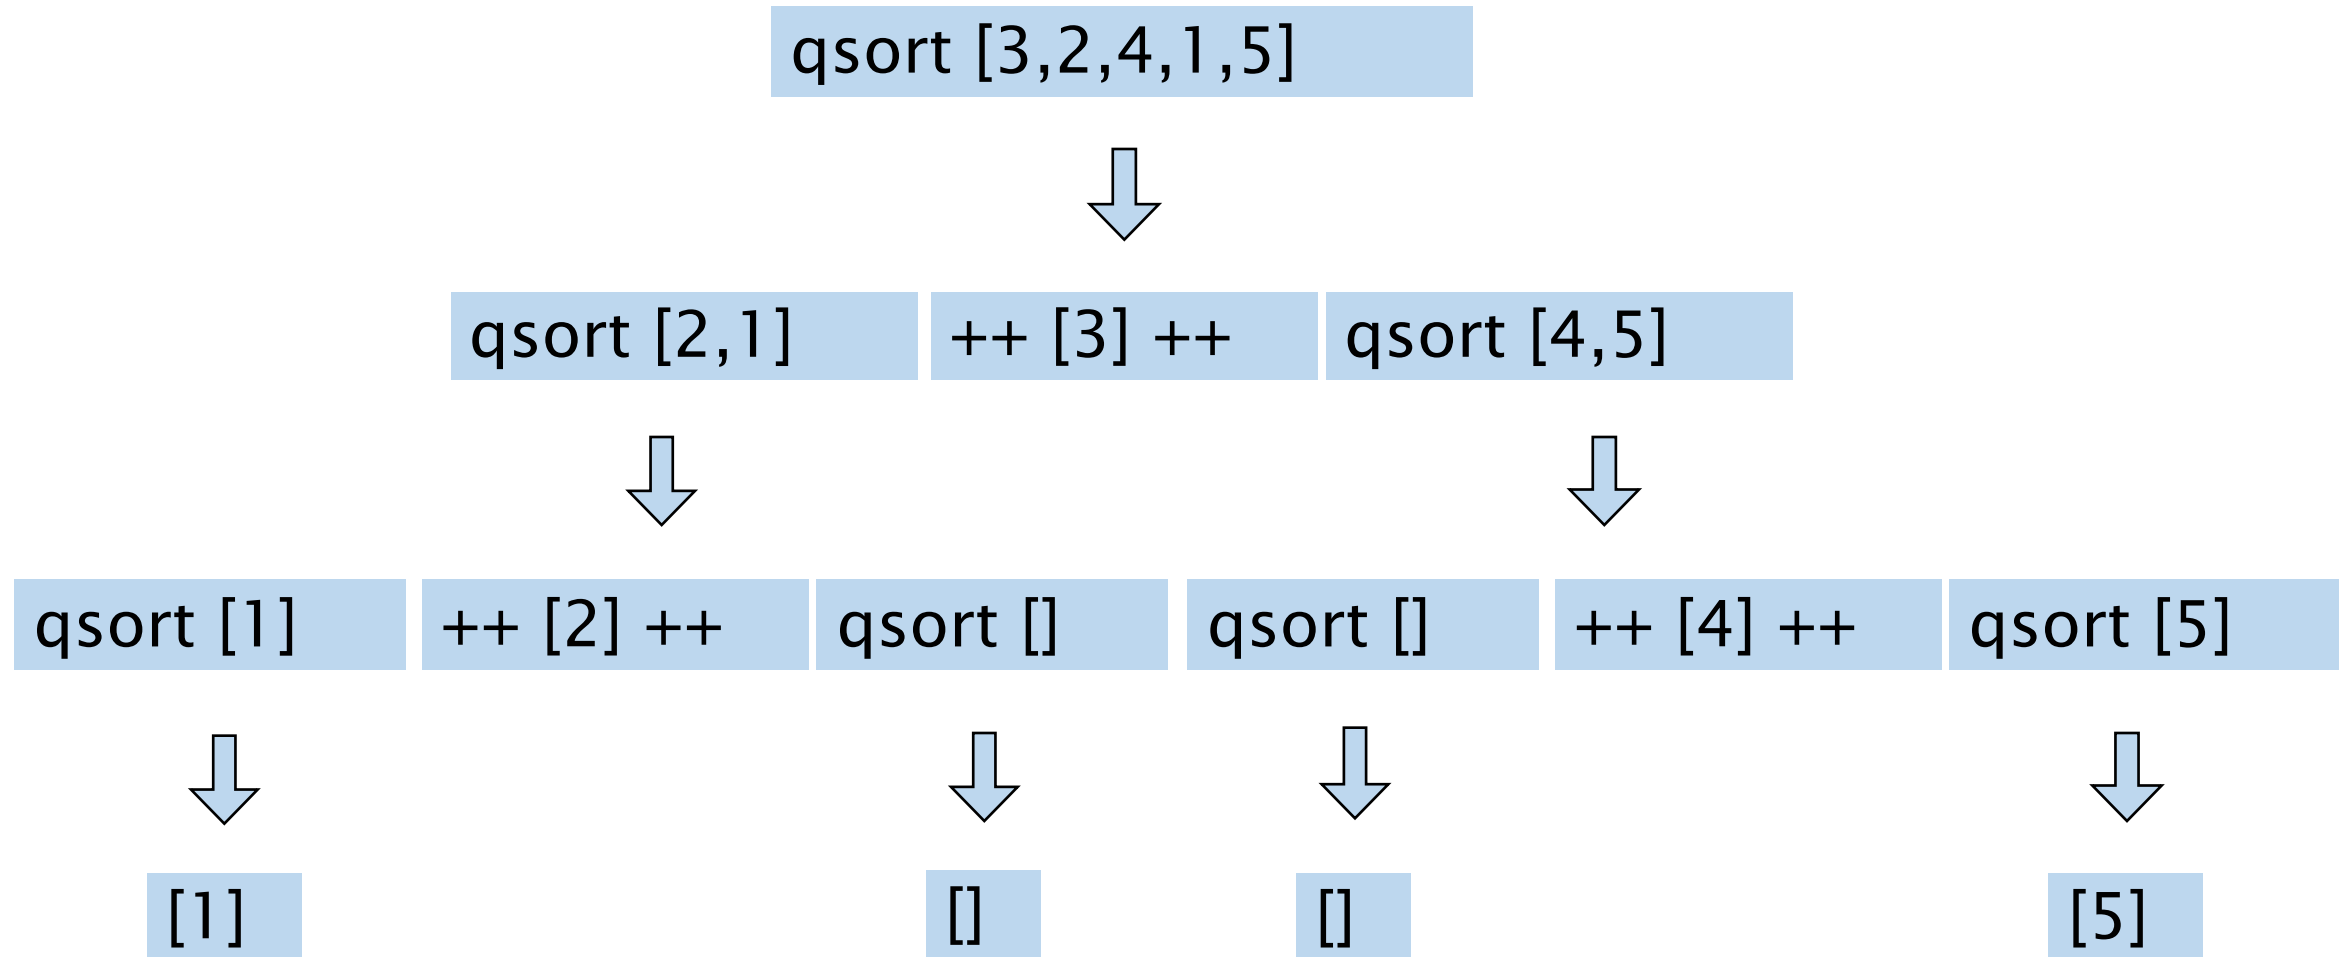 qsort [3,2,4,1,5]
qsort [2,1] ++ [3] ++ qsort [4,5]
qsort [1] ++ [2] ++ qsort [] qsort [] ++ [4] ++ qsort [5]
[1] [] [] [5]